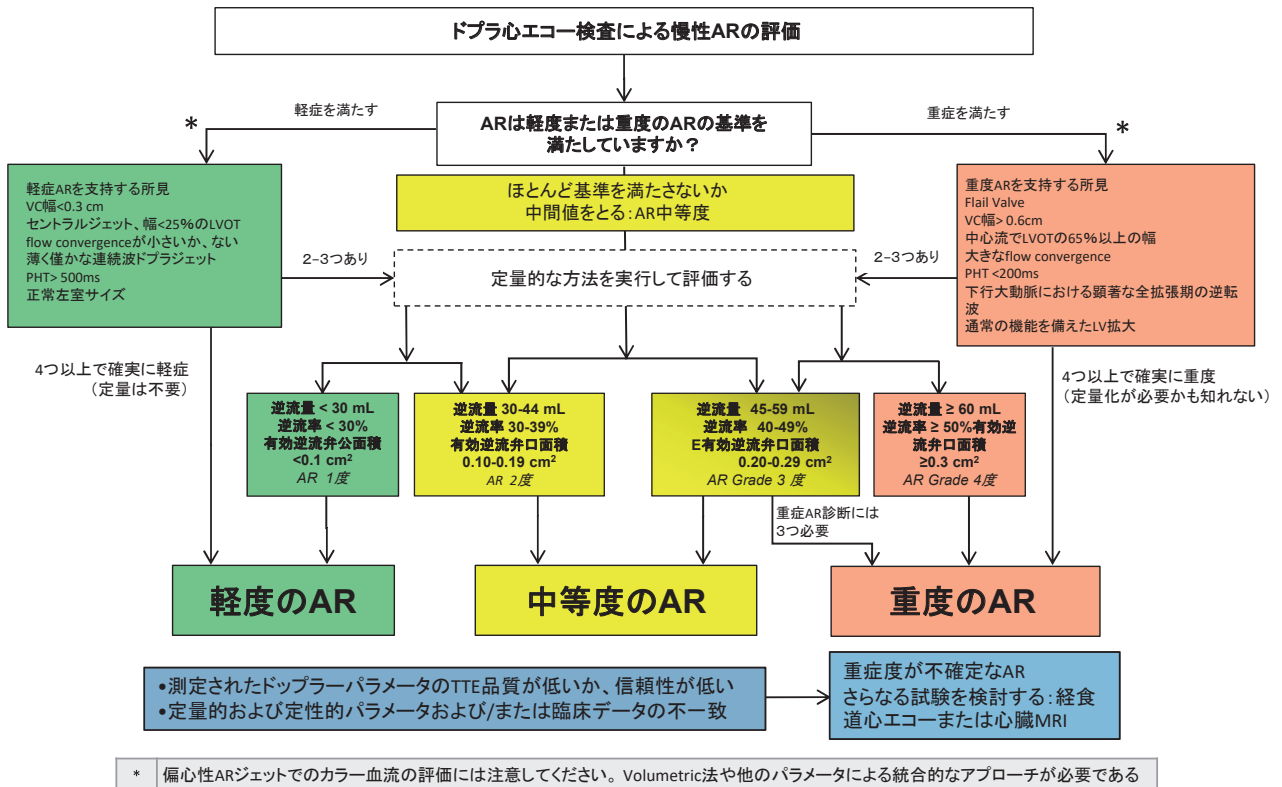 ドプラ心エコー検査による慢性ARの評価
軽症を満たす
*
ARは軽度または重度のARの基準を
満たしていますか？
重症を満たす
*
軽症ARを支持する所見
VC幅<0.3 cm
セントラルジェット、幅<25%のLVOT
flow convergenceが小さいか、ない
薄く僅かな連続波ドプラジェット
PHT> 500ms
正常左室サイズ
ほとんど基準を満たさないか
中間値をとる：AR中等度
重度ARを支持する所見
Flail Valve
VC幅> 0.6cm
中心流でLVOTの65%以上の幅
大きなflow convergence
PHT <200ms
下行大動脈における顕著な全拡張期の逆転
波
通常の機能を備えたLV拡大
2−3つあり
定量的な方法を実行して評価する
2−3つあり
4つ以上で確実に軽症
（定量は不要）
4つ以上で確実に重度
（定量化が必要かも知れない）
逆流量 < 30 mL
逆流率 < 30%
有効逆流弁公面積
<0.1 cm²
AR 1度
逆流量 30-44 mL
逆流率 30-39%
有効逆流弁口面積
0.10-0.19 cm²
AR 2度
逆流量 45-59 mL
逆流率 40-49%
E有効逆流弁口面積
0.20-0.29 cm²
AR Grade 3 度
逆流量 ≥ 60 mL
逆流率 ≥ 50%有効逆
流弁口面積
≥0.3 cm²
AR Grade 4度
重症AR診断には
３つ必要
軽度のAR
中等度のAR
重度のAR
•測定されたドップラーパラメータのTTE品質が低いか、信頼性が低い
•定量的および定性的パラメータおよび/または臨床データの不一致
重症度が不確定なAR
さらなる試験を検討する：経食
道心エコーまたは心臓MRI
* 偏心性ARジェットでのカラー血流の評価には注意してください。 Volumetric法や他のパラメータによる統合的なアプローチが必要である